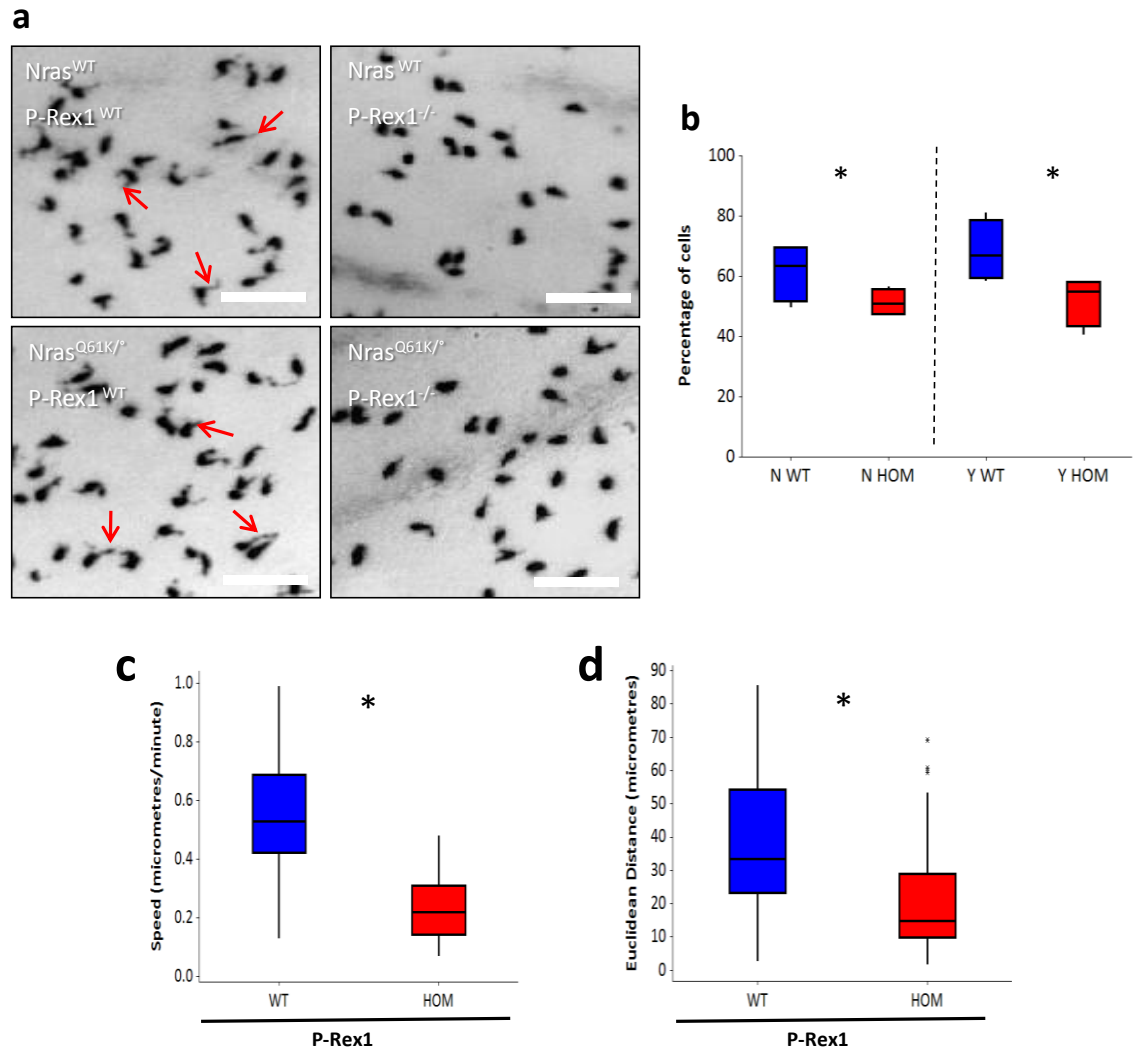 a
Nras^WT
P-Rex1^WT
Nras^WT
P-Rex1^-/-
Nras^Q61K/°
P-Rex1^WT
Nras^Q61K/°
P-Rex1^-/-
b
Percentage of cells
100
80
60
40
20
0
*
*
N WT
N HOM
Y WT
Y HOM
c
Speed (micrometres/minute)
1.0
0.8
0.6
0.4
0.2
0.0
*
WT
HOM
P-Rex1
d
Euclidean Distance (micrometres)
90
80
70
60
50
40
30
20
10
0
*
WT
HOM
P-Rex1